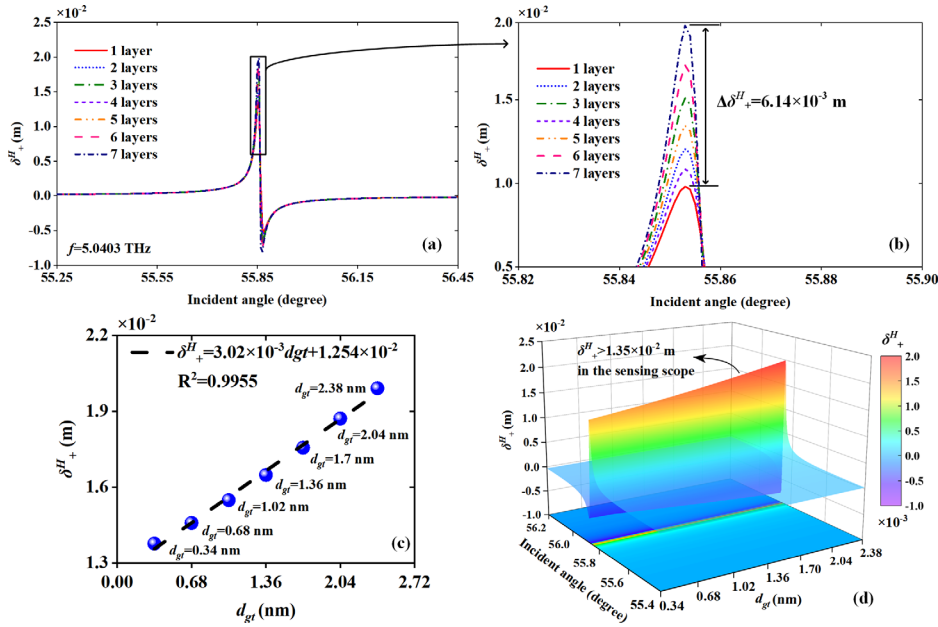 ×10⁻²
2.5
2.0
1.5
1.0
0.5
0.0
-0.5
-1.0
δᴴ₊ (m)
1 layer
2 layers
3 layers
4 layers
5 layers
6 layers
7 layers
f=5.0403 THz
(a)
55.25 55.55 55.85 56.15 56.45
Incident angle (degree)
×10⁻²
2.0
1.5
1.0
0.5
δᴴ₊ (m)
1 layer
2 layers
3 layers
4 layers
5 layers
6 layers
7 layers
Δδᴴ₊=6.14×10⁻³ m
(b)
55.82 55.84 55.86 55.88 55.90
Incident angle (degree)
×10⁻²
2.2
1.9
1.6
1.3
δᴴ₊ (m)
δᴴ₊=3.02×10⁻³dgt+1.254×10⁻²
R²=0.9955
d_gt=2.38 nm
d_gt=2.04 nm
d_gt=1.7 nm
d_gt=1.36 nm
d_gt=1.02 nm
d_gt=0.68 nm
d_gt=0.34 nm
(c)
0.00 0.68 1.36 2.04 2.72
d_gt (nm)
×10⁻²
2.5
2.0
1.5
1.0
0.5
0.0
-0.5
-1.0
δᴴ₊ (m)
δᴴ₊>1.35×10⁻² m
in the sensing scope
56.2
56.0
55.8
55.6
55.4
Incident angle (degree)
0.34
0.68
1.02
1.36
1.70
2.04
2.38
d_gt (nm)
δᴴ₊
2.0
1.5
1.0
0.5
0.0
-0.5
-1.0
×10⁻³
(d)